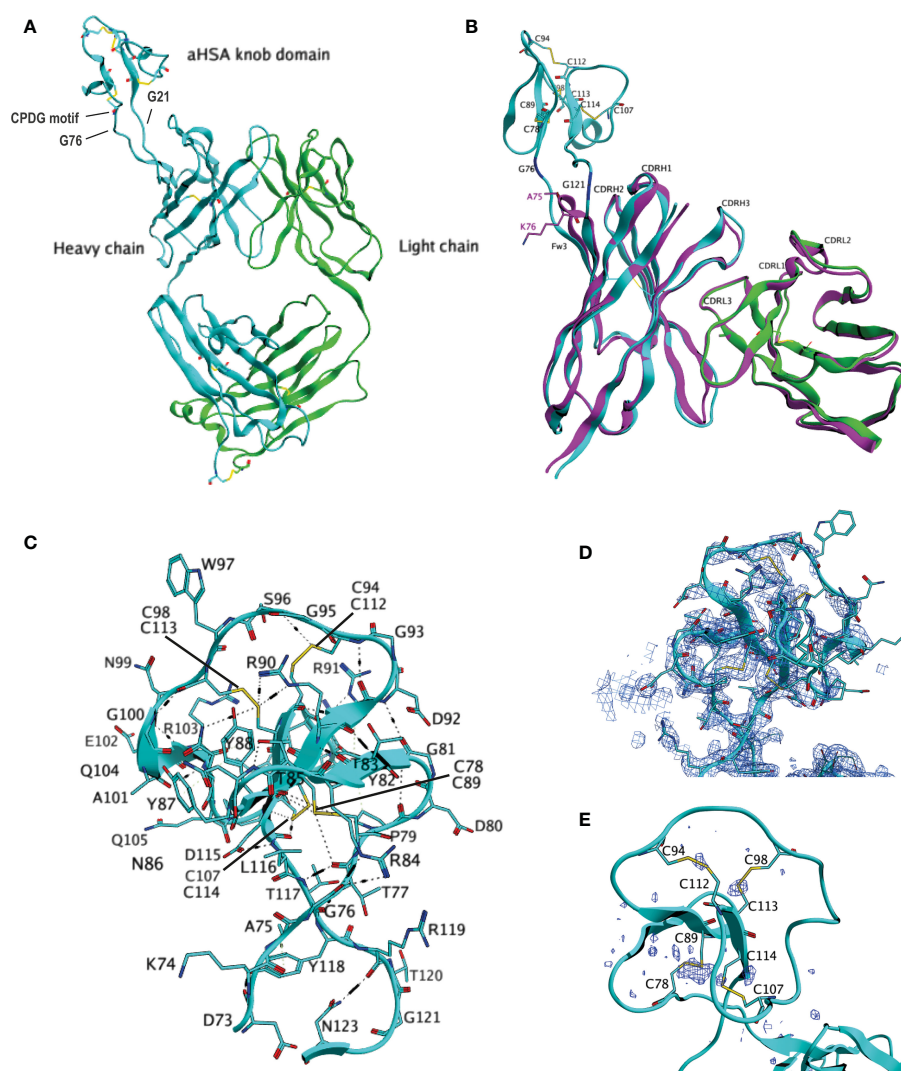 A
aHSA knob domain
G21
CPDG motif
G76
Heavy chain
Light chain
B
C94
C112
C98
C113
C89
C114
C107
C78
G76
G121
A75
CDRH2
CDRH1
K76
CDRH3
Fw3
CDRL2
CDRL1
CDRL3
C
W97
C94
C112
S96
G95
C98
C113
G93
R90
R91
N99
D92
G100
R103
E102
Y88
G81
T83
Q104
Y82
C78
C89
T85
A101
Y87
P79
D80
Q105
N86
D115
R84
L116
C107
C114
T117
T77
G76
A75
R119
K74
Y118
T120
G121
D73
N123
D
E
C94
C98
C112
C113
C89
C114
C78
C107